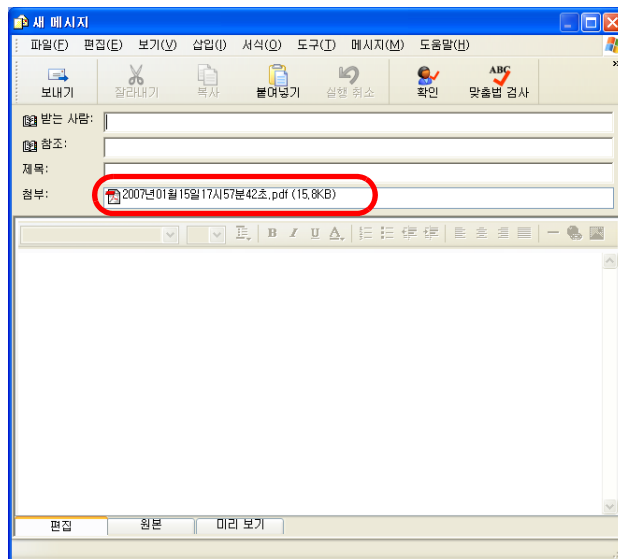 새 메시지
파일(F) 편집(E) 보기(V) 삽입(I) 서식(O) 도구(T) 메시지(M) 도움말(H)
보내기 잘라내기 복사 붙여넣기 실행 취소 확인 ABC 맞춤법 검사
받는 사람:
참조:
제목:
첨부: 2007년01월15일17시57분42초.pdf (15.8KB)
B I U A
편집 원본 미리 보기